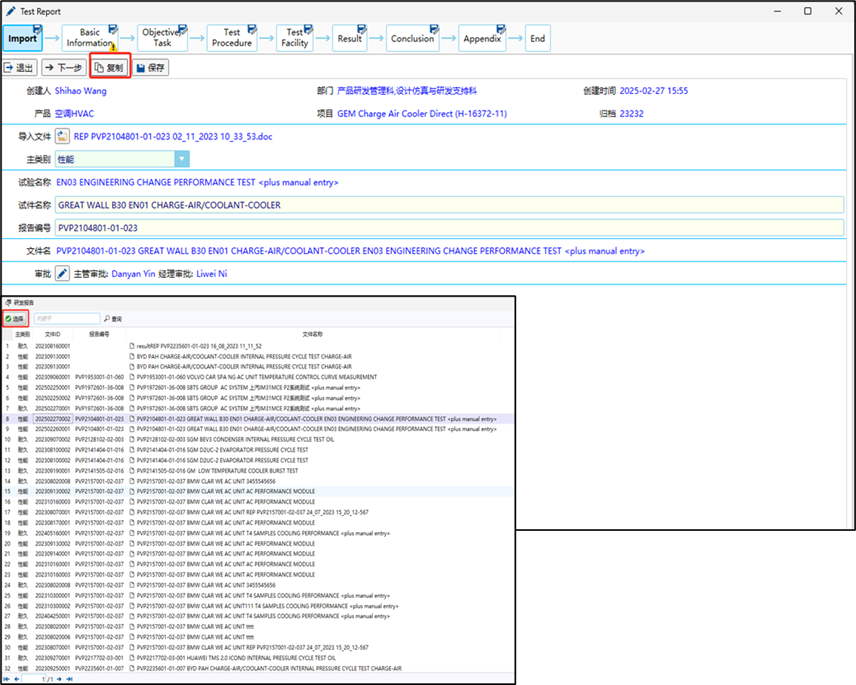 Test Report
Import
Basic Information
Objective, Task
Test Procedure
Test Facility
Result
Conclusion
Appendix
End
退出 下一步 复制 保存
创建人 Shihao Wang 部门 产品研发管理科,设计仿真与研发支持科 创建时间 2025-02-27 15:55
产品 空调HVAC 项目 GEM Charge Air Cooler Direct (H-16372-11) 归档 23232
导入文件 REP PVP2104801-01-023 02_11_2023 10_33_53.doc
主类别 性能
试验名称 EN03 ENGINEERING CHANGE PERFORMANCE TEST <plus manual entry>
试件名称 GREAT WALL B30 EN01 CHARGE-AIR/COOLANT-COOLER
报告编号 PVP2104801-01-023
文件名 PVP2104801-01-023 GREAT WALL B30 EN01 CHARGE-AIR/COOLANT-COOLER EN03 ENGINEERING CHANGE PERFORMANCE TEST <plus manual entry>
审批 主管审批: Danyan Yin 经理审批: Liwei Ni
研发报告
选择 关键字 查询
主类别 文件ID 报告编号 文件名称
1 耐久 202308160001 resultREP PVP2235601-01-023 16_08_2023 11_11_52
2 性能 202309130001 BYD PAH CHARGE-AIR/COOLANT-COOLER INTERNAL PRESSURE CYCLE TEST CHARGE-AIR
3 性能 202309130001 BYD PAH CHARGE-AIR/COOLANT-COOLER INTERNAL PRESSURE CYCLE TEST CHARGE-AIR
4 性能 202309060001 PVP1953001-01-060 PVP1953001-01-060 VOLVO CAR SPA NG AC UNIT TEMPERATURE CONTROL CURVE MEASUREMENT
5 性能 202502250001 PVP1972601-36-008 PVP1972601-36-008 SBTS GROUP AC SYSTEM 上汽IM31MCE P2系统测试 <plus manual entry>
6 性能 202502250001 PVP1972601-36-008 PVP1972601-36-008 SBTS GROUP AC SYSTEM 上汽IM31MCE P2系统测试 <plus manual entry>
7 耐久 202502270001 PVP1972601-36-008 PVP1972601-36-008 SBTS GROUP AC SYSTEM 上汽IM31MCE P2系统测试 <plus manual entry>
8 性能 202502270002 PVP2104801-01-023 PVP2104801-01-023 GREAT WALL B30 EN01 CHARGE-AIR/COOLANT-COOLER EN03 ENGINEERING CHANGE PERFORMANCE TEST <plus manual entry>
9 性能 202502260001 PVP2104801-01-023 PVP2104801-01-023 GREAT WALL B30 EN01 CHARGE-AIR/COOLANT-COOLER EN03 ENGINEERING CHANGE PERFORMANCE TEST <plus manual entry>
10 耐久 202309070002 PVP2128102-02-003 PVP2128102-02-003 SGM BEV3 CONDENSER INTERNAL PRESSURE CYCLE TEST OIL
11 耐久 202308100002 PVP2141404-01-016 PVP2141404-01-016 SGM D2UC-2 EVAPORATOR PRESSURE CYCLE TEST
12 性能 202308100002 PVP2141404-01-016 PVP2141404-01-016 SGM D2UC-2 EVAPORATOR PRESSURE CYCLE TEST
13 耐久 202309190001 PVP2141505-02-016 PVP2141505-02-016 GM LOW TEMPERATURE COOLER BURST TEST
14 耐久 202308020008 PVP2157001-02-037 PVP2157001-02-037 BMW CLAR WE AC UNIT 3455545656
15 性能 202309130002 PVP2157001-02-037 PVP2157001-02-037 BMW CLAR WE AC UNIT AC PERFORMANCE MODULE
16 性能 202310160003 PVP2157001-02-037 PVP2157001-02-037 BMW CLAR WE AC UNIT AC PERFORMANCE MODULE
17 性能 202308070001 PVP2157001-02-037 PVP2157001-02-037 BMW CLAR WE AC UNIT REP PVP2157001-02-037 24_07_2023 15_20_12-567
18 性能 202308170001 PVP2157001-02-037 PVP2157001-02-037 BMW CLAR WE AC UNIT AC PERFORMANCE MODULE
19 耐久 202405160001 PVP2157001-02-037 PVP2157001-02-037 BMW CLAR WE AC UNIT T4 SAMPLES COOLING PERFORMANCE <plus manual entry>
20 性能 202309130002 PVP2157001-02-037 PVP2157001-02-037 BMW CLAR WE AC UNIT AC PERFORMANCE MODULE
21 性能 202309140001 PVP2157001-02-037 PVP2157001-02-037 BMW CLAR WE AC UNIT AC PERFORMANCE MODULE
22 性能 202310160001 PVP2157001-02-037 PVP2157001-02-037 BMW CLAR WE AC UNIT AC PERFORMANCE MODULE
23 性能 202310160003 PVP2157001-02-037 PVP2157001-02-037 BMW CLAR WE AC UNIT AC PERFORMANCE MODULE
24 耐久 202308020008 PVP2157001-02-037 PVP2157001-02-037 BMW CLAR WE AC UNIT 3455545656
25 性能 202310300001 PVP2157001-02-037 PVP2157001-02-037 BMW CLAR WE AC UNIT T4 SAMPLES COOLING PERFORMANCE <plus manual entry>
26 性能 202310300002 PVP2157001-02-037 PVP2157001-02-037 BMW CLAR WE AC UNIT111 T4 SAMPLES COOLING PERFORMANCE <plus manual entry>
27 性能 202404250001 PVP2157001-02-037 PVP2157001-02-037 BMW CLAR WE AC UNIT T4 SAMPLES COOLING PERFORMANCE <plus manual entry>
28 耐久 202308020001 PVP2157001-02-037 PVP2157001-02-037 BMW CLAR WE AC UNIT
29 耐久 202308020006 PVP2157001-02-037 PVP2157001-02-037 BMW CLAR WE AC UNIT
30 性能 202308070001 PVP2157001-02-037 PVP2157001-02-037 BMW CLAR WE AC UNIT REP PVP2157001-02-037 24_07_2023 15_20_12-567
31 耐久 202309270001 PVP2217702-03-001 PVP2217702-03-001 HUAWEI TMS 2.0 ICOND INTERNAL PRESSURE CYCLE TEST OIL
32 性能 202309250001 PVP2235601-01-007 PVP2235601-01-007 BYD PAH CHARGE-AIR/COOLANT-COOLER INTERNAL PRESSURE CYCLE TEST CHARGE-AIR
1 /1